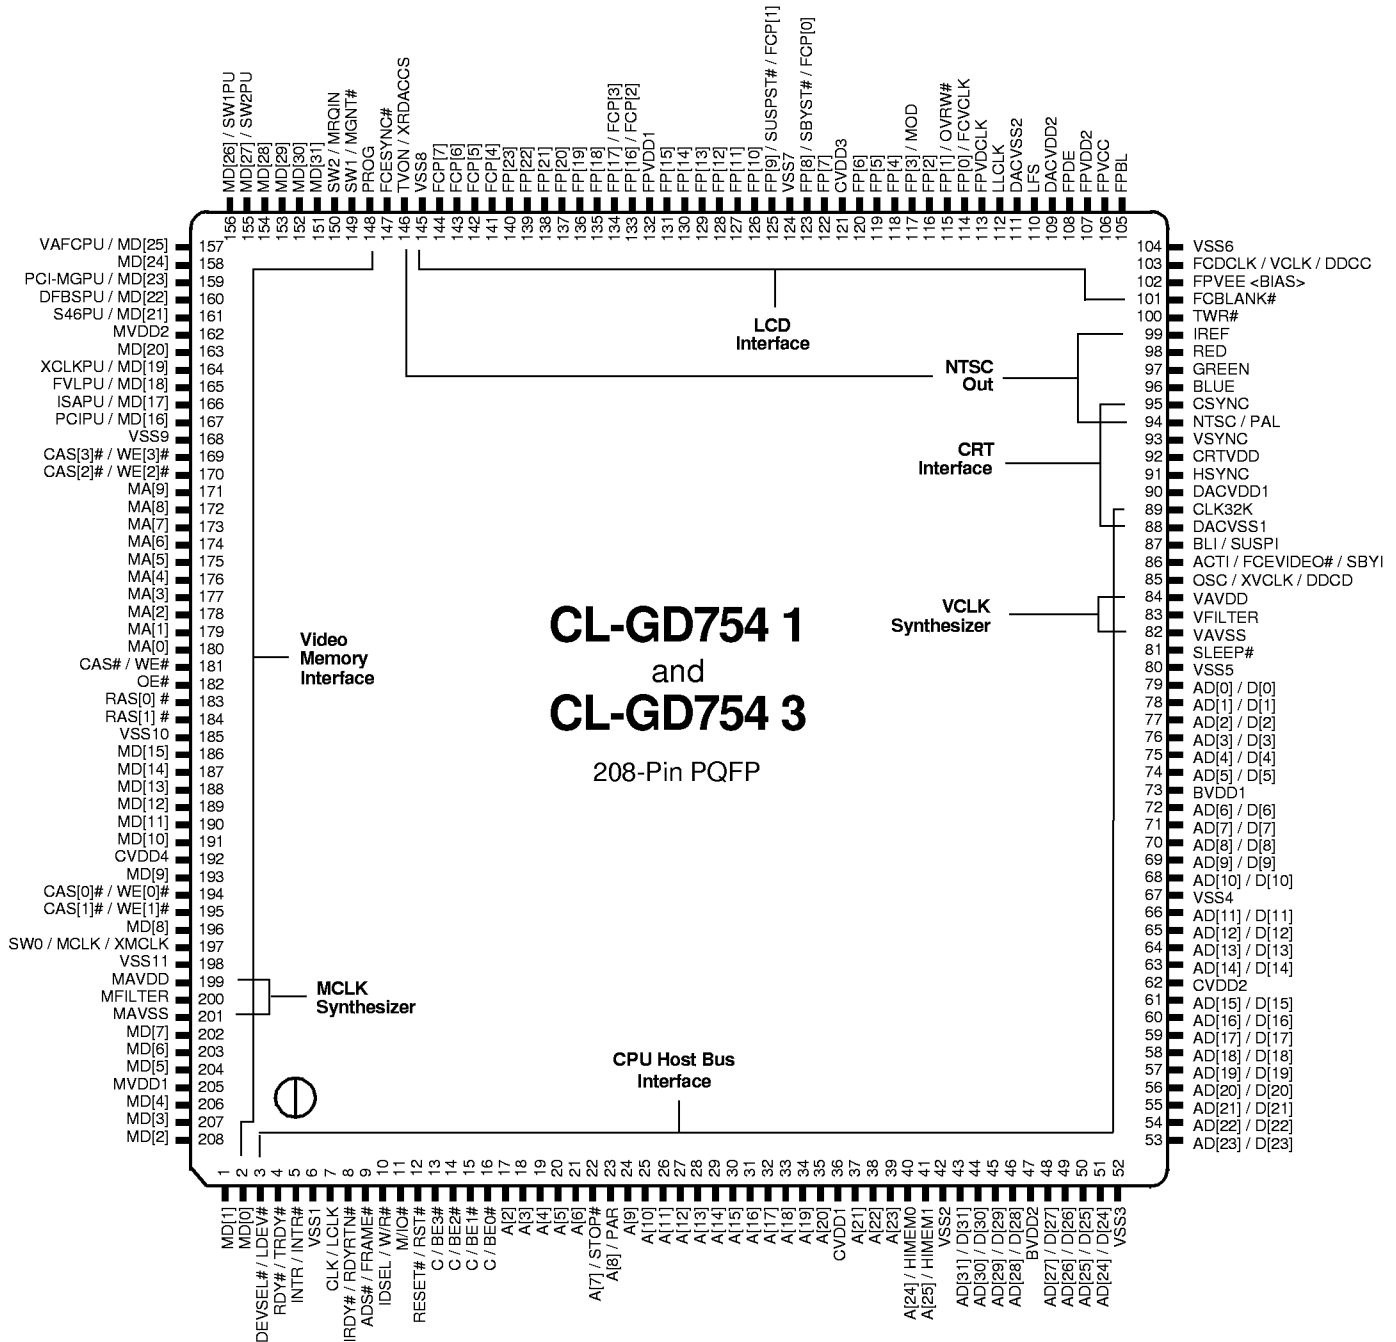 MD[26] / SW1PU
MD[27] / SW2PU
MD[28]
MD[29]
MD[30]
MD[31]
SW2 / MRQIN
SW1 / MGNT#
PROG
FCESYNC#
TVON / XRDACCS
VSS8
FCP[7]
FCP[6]
FCP[5]
FCP[4]
FP[23]
FP[22]
FP[21]
FP[20]
FP[19]
FP[18]
FP[17] / FCP[3]
FP[16] / FCP[2]
FPVDD1
FP[15]
FP[14]
FP[13]
FP[12]
FP[11]
FP[10]
FP[9] / SUSPST# / FCP[1]
VSS7
FP[8] / SBYST# / FCP[0]
FP[7]
CVDD3
FP[6]
FP[5]
FP[4]
FP[3] / MOD
FP[2]
FP[1] / OVRW#
FP[0] / FCVCLK
FPVDCLK
LLCLK
DACVSS2
LFS
DACVDD2
FPDE
FPVDD2
FPVCC
FPBL
156 155 154 153 152 151 150 149 148 147 146 145 144 143 142 141 140 139 138 137 136 135 134 133 132 131 130 129 128 127 126 125 124 123 122 121 120 119 118 117 116 115 114 113 112 111 110 109 108 107 106 105
VAFCPU / MD[25] 157
MD[24] 158
PCI-MGPU / MD[23] 159
DFBSPU / MD[22] 160
S46PU / MD[21] 161
MVDD2 162
MD[20] 163
XCLKPU / MD[19] 164
FVLPU / MD[18] 165
ISAPU / MD[17] 166
PCIPU / MD[16] 167
VSS9 168
CAS[3]# / WE[3]# 169
CAS[2]# / WE[2]# 170
MA[9] 171
MA[8] 172
MA[7] 173
MA[6] 174
MA[5] 175
MA[4] 176
MA[3] 177
MA[2] 178
MA[1] 179
MA[0] 180
CAS# / WE# 181
OE# 182
RAS[0] # 183
RAS[1] # 184
VSS10 185
MD[15] 186
MD[14] 187
MD[13] 188
MD[12] 189
MD[11] 190
MD[10] 191
CVDD4 192
MD[9] 193
CAS[0]# / WE[0]# 194
CAS[1]# / WE[1]# 195
MD[8] 196
SW0 / MCLK / XMCLK 197
VSS11 198
MAVDD 199
MFILTER 200
MAVSS 201
MD[7] 202
MD[6] 203
MD[5] 204
MVDD1 205
MD[4] 206
MD[3] 207
MD[2] 208
LCD
Interface
NTSC
Out
CRT
Interface
VCLK
Synthesizer
Video
Memory
Interface
CL-GD754 1
and
CL-GD754 3
208-Pin PQFP
MCLK
Synthesizer
CPU Host Bus
Interface
104 VSS6
103 FCDCLK / VCLK / DDCC
102 FPVEE <BIAS>
101 FCBLANK#
100 TWR#
99 IREF
98 RED
97 GREEN
96 BLUE
95 CSYNC
94 NTSC / PAL
93 VSYNC
92 CRTVDD
91 HSYNC
90 DACVDD1
89 CLK32K
88 DACVSS1
87 BLI / SUSPI
86 ACTI / FCEVIDEO# / SBYI
85 OSC / XVCLK / DDCD
84 VAVDD
83 VFILTER
82 VAVSS
81 SLEEP#
80 VSS5
79 AD[0] / D[0]
78 AD[1] / D[1]
77 AD[2] / D[2]
76 AD[3] / D[3]
75 AD[4] / D[4]
74 AD[5] / D[5]
73 BVDD1
72 AD[6] / D[6]
71 AD[7] / D[7]
70 AD[8] / D[8]
69 AD[9] / D[9]
68 AD[10] / D[10]
67 VSS4
66 AD[11] / D[11]
65 AD[12] / D[12]
64 AD[13] / D[13]
63 AD[14] / D[14]
62 CVDD2
61 AD[15] / D[15]
60 AD[16] / D[16]
59 AD[17] / D[17]
58 AD[18] / D[18]
57 AD[19] / D[19]
56 AD[20] / D[20]
55 AD[21] / D[21]
54 AD[22] / D[22]
53 AD[23] / D[23]
1 2 3 4 5 6 7 8 9 10 11 12 13 14 15 16 17 18 19 20 21 22 23 24 25 26 27 28 29 30 31 32 33 34 35 36 37 38 39 40 41 42 43 44 45 46 47 48 49 50 51 52
MD[1]
MD[0]
DEVSEL# / LDEV#
RDY# / TRDY#
INTR / INTR#
VSS1
CLK / LCLK
IRDY# / RDYRTN#
ADS# / FRAME#
IDSEL / W/R#
M/IO#
RESET# / RST#
C / BE3#
C / BE2#
C / BE1#
C / BE0#
A[2]
A[3]
A[4]
A[5]
A[6]
A[7] / STOP#
A[8] / PAR
A[9]
A[10]
A[11]
A[12]
A[13]
A[14]
A[15]
A[16]
A[17]
A[18]
A[19]
A[20]
CVDD1
A[21]
A[22]
A[23]
A[24] / HIMEM0
A[25] / HIMEM1
VSS2
AD[31] / D[31]
AD[30] / D[30]
AD[29] / D[29]
AD[28] / D[28]
BVDD2
AD[27] / D[27]
AD[26] / D[26]
AD[25] / D[25]
AD[24] / D[24]
VSS3